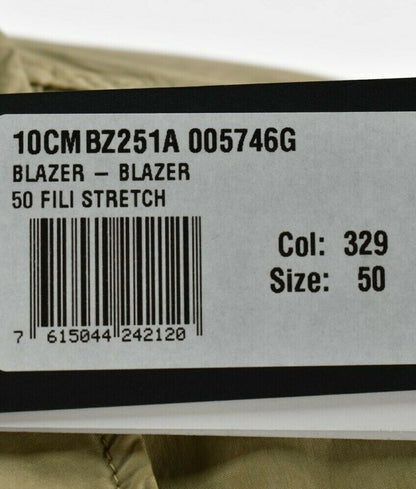 10CMBZ251A 005746G
BLAZER – BLAZER
50 FILI STRETCH
Col: 329
Size: 50
7 615044 242120